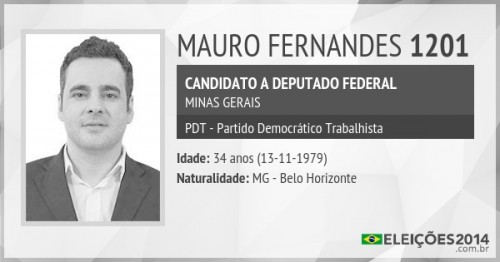 MAURO FERNANDES 1201
CANDIDATO A DEPUTADO FEDERAL
MINAS GERAIS
PDT - Partido Democrático Trabalhista
Idade: 34 anos (13-11-1979)
Naturalidade: MG - Belo Horizonte
ELEIÇÕES2014
.com.br